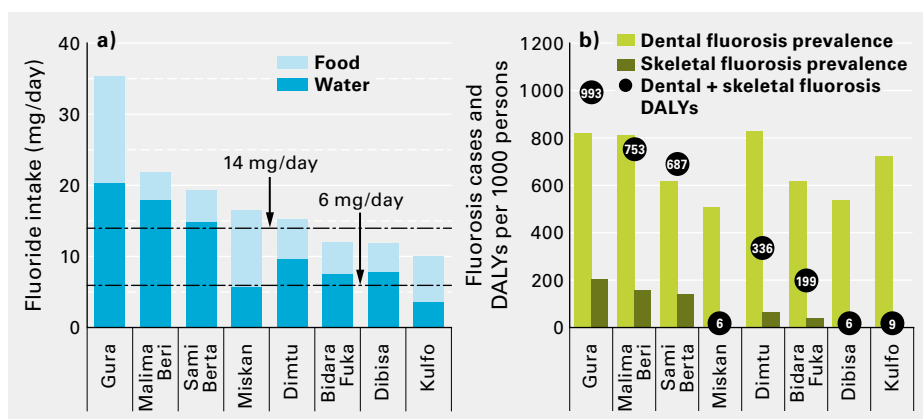 a)
Fluoride intake (mg/day)
40
30
20
10
0
Food
Water
14 mg/day
6 mg/day
Gura
Malima
Beri
Sami
Berta
Miskan
Dimtu
Bidara
Fuka
Dibisa
Kulfo
b)
Fluorosis cases and
DALYs per 1000 persons
1200
1000
800
600
400
200
0
Dental fluorosis prevalence
Skeletal fluorosis prevalence
Dental + skeletal fluorosis
DALYs
993
753
687
6
336
199
6
9
Gura
Malima
Beri
Sami
Berta
Miskan
Dimtu
Bidara
Fuka
Dibisa
Kulfo